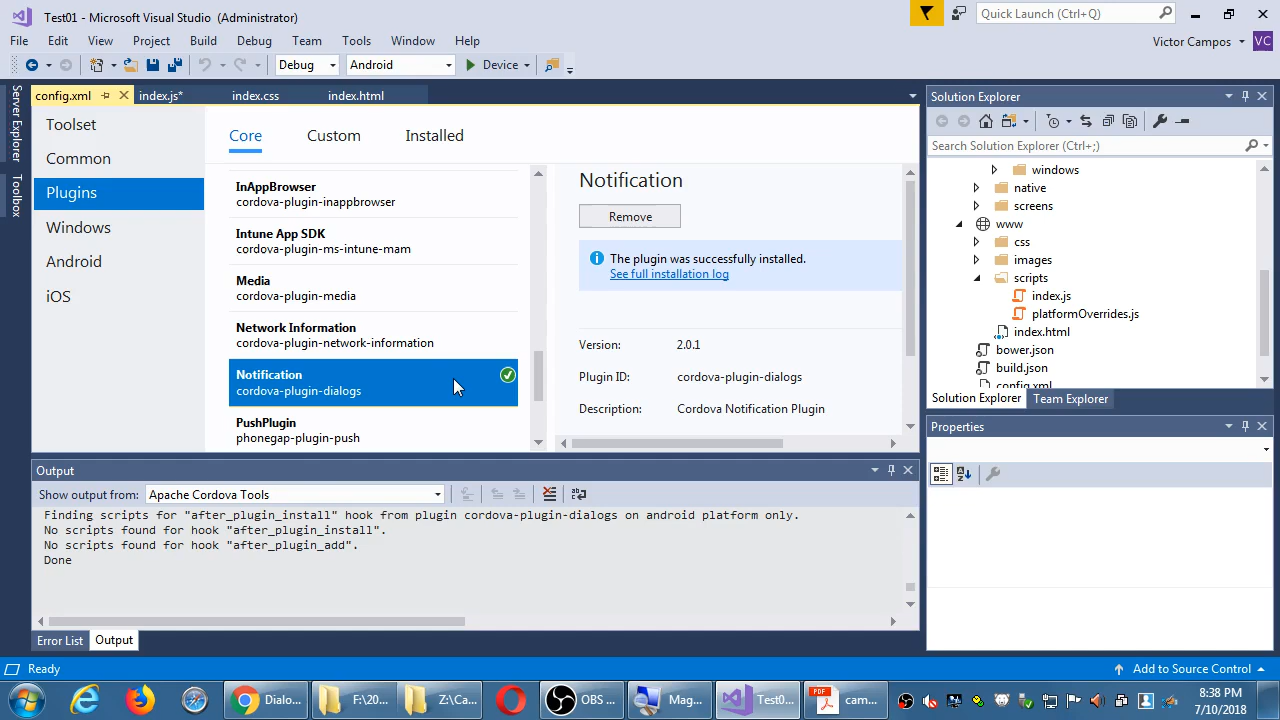 Test01 - Microsoft Visual Studio (Administrator)
Quick Launch (Ctrl+Q)
File Edit View Project Build Debug Team Tools Window Help
Victor Campos VC
Debug Android Device
Server Explorer
Toolbox
config.xml index.js* index.css index.html
Toolset
Common
Plugins
Windows
Android
iOS
Core Custom Installed
InAppBrowser
cordova-plugin-inappbrowser
Intune App SDK
cordova-plugin-ms-intune-mam
Media
cordova-plugin-media
Network Information
cordova-plugin-network-information
Notification
cordova-plugin-dialogs
PushPlugin
phonegap-plugin-push
Notification
Remove
The plugin was successfully installed.
See full installation log
Version: 2.0.1
Plugin ID: cordova-plugin-dialogs
Description: Cordova Notification Plugin
Solution Explorer
Search Solution Explorer (Ctrl+;)
windows
native
screens
www
css
images
scripts
index.js
platformOverrides.js
index.html
bower.json
build.json
config.xml
Solution Explorer Team Explorer
Properties
Output
Show output from: Apache Cordova Tools
Finding scripts for "after_plugin_install" hook from plugin cordova-plugin-dialogs on android platform only.
No scripts found for hook "after_plugin_install".
No scripts found for hook "after_plugin_add".
Done
Error List Output
Ready
Add to Source Control
Dialo... F:\20... Z:\Ca... OBS ... Mag... Test0... cam...
8:38 PM
7/10/2018